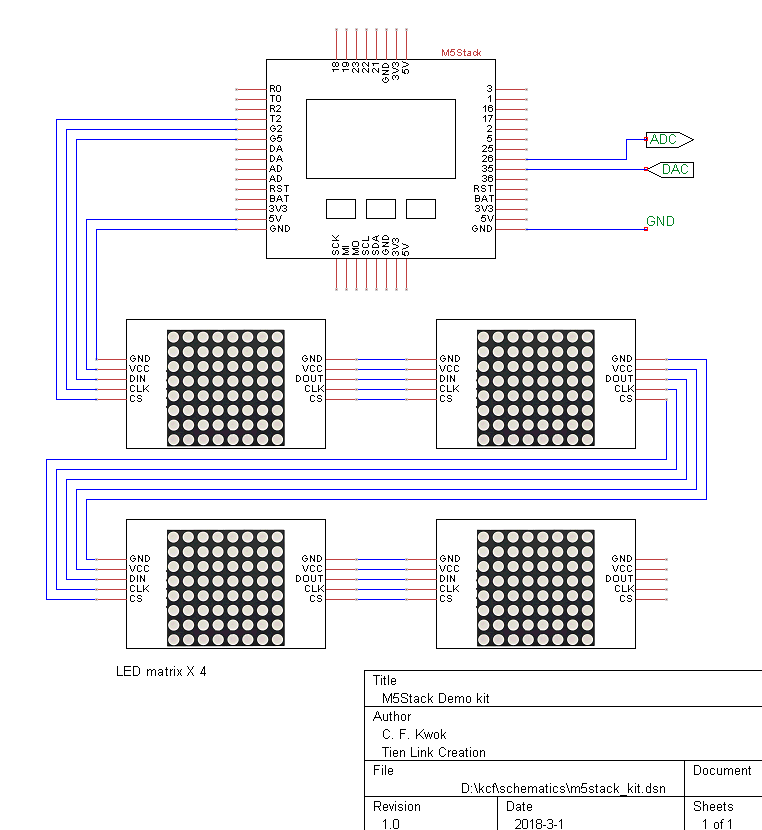 M5Stack
18 19 23 22 21 GND 3V3 5V
R0 3
T0 1
R2 16
T2 17
G2 2
G5 5
DA 25
DA 26
AD 35
AD 36
RST RST
BAT BAT
3V3 3V3
5V 5V
GND GND
SCK MI MO SCL SDA GND 3V3 5V
ADC
DAC
GND
GND GND GND GND
VCC VCC VCC VCC
DIN DOUT DIN DOUT
CLK CLK CLK CLK
CS CS CS CS
GND GND GND GND
VCC VCC VCC VCC
DIN DOUT DIN DOUT
CLK CLK CLK CLK
CS CS CS CS
LED matrix X 4
Title
M5Stack Demo kit
Author
C. F. Kwok
Tien Link Creation
File Document
D:\kcf\schematics\m5stack_kit.dsn
Revision Date Sheets
1.0 2018-3-1 1 of 1